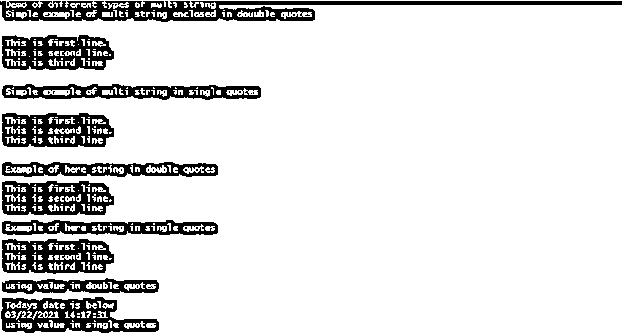 Demo of different types of multi string
Simple example of multi string enclosed in douuble quotes
This is first line.
This is second line.
This is third line
Simple example of multi string in single quotes
This is first line.
This is second line.
This is third line
Example of here string in double quotes
This is first line.
This is second line.
This is third line
Example of here string in single quotes
This is first line.
This is second line.
This is third line
using value in double quotes
Todays date is below
03/22/2021 14:17:31
using value in single quotes